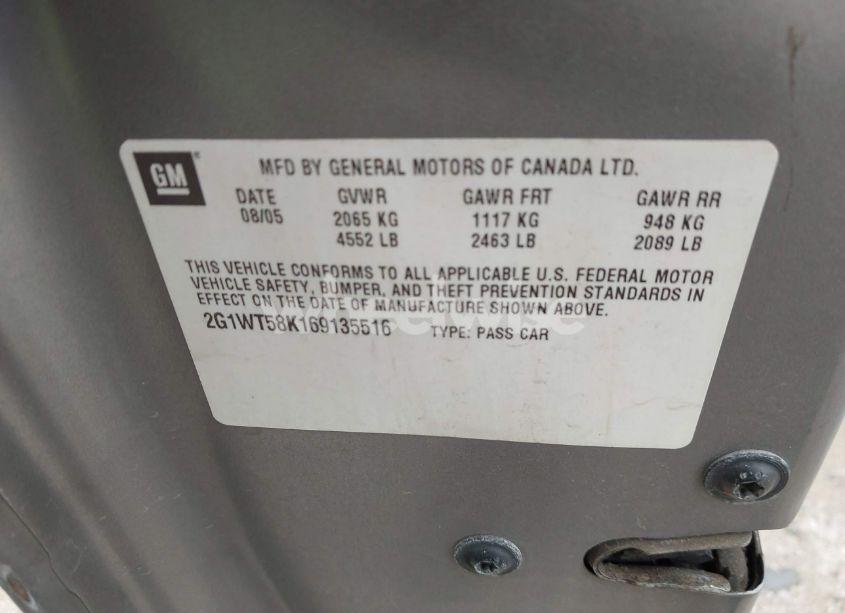 GM
MFD BY GENERAL MOTORS OF CANADA LTD.
DATE GVWR GAWR FRT GAWR RR
08/05 2065 KG 1117 KG 948 KG
4552 LB 2463 LB 2089 LB
THIS VEHICLE CONFORMS TO ALL APPLICABLE U.S. FEDERAL MOTOR
VEHICLE SAFETY, BUMPER, AND THEFT PREVENTION STANDARDS IN
EFFECT ON THE DATE OF MANUFACTURE SHOWN ABOVE.
2G1WT58K169135516 TYPE: PASS CAR